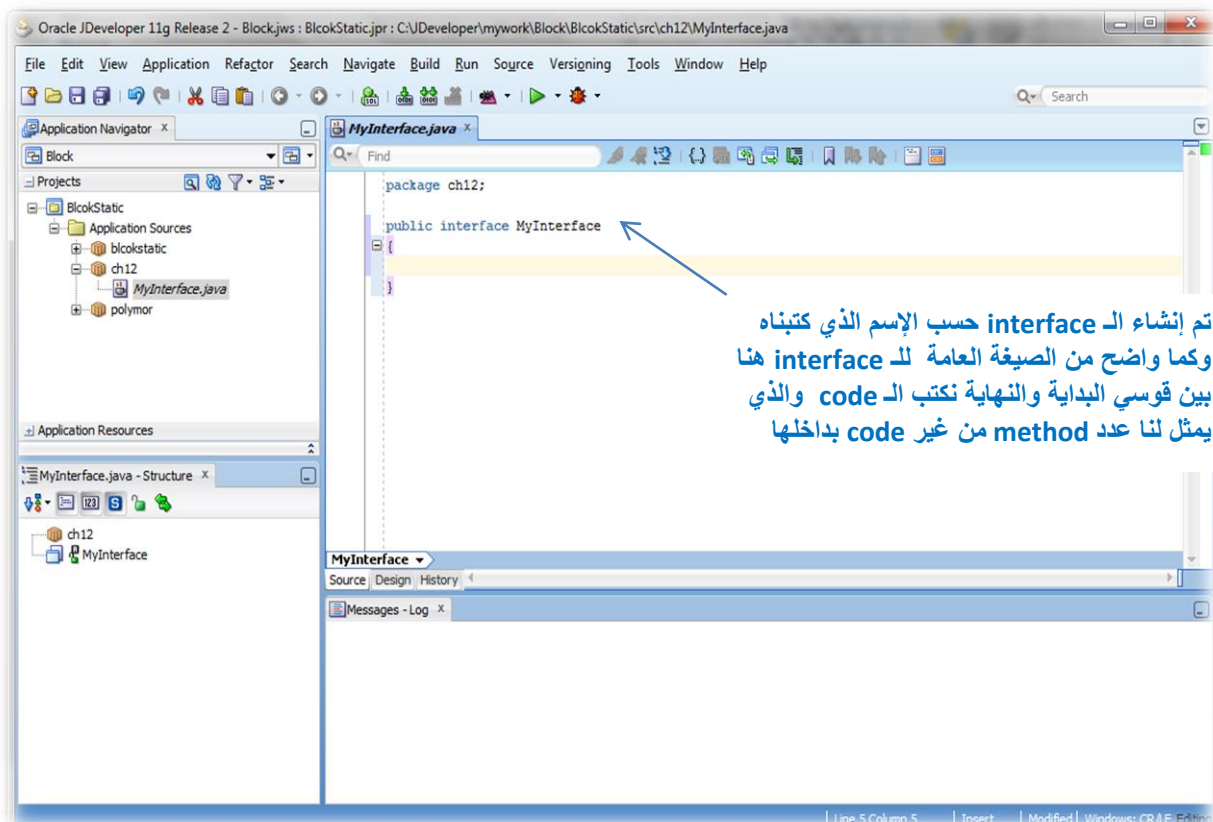 Oracle JDeveloper 11g Release 2 - Block.jws : BlcokStatic.jpr : C:\JDeveloper\mywork\Block\BlcokStatic\src\ch12\MyInterface.java
File Edit View Application Refactor Search Navigate Build Run Source Versioning Tools Window Help
Search
Application Navigator x
MyInterface.java x
Block
Find
Projects
BlcokStatic
Application Sources
blcokstatic
ch12
MyInterface.java
polymor
package ch12;
public interface MyInterface
{
}
تم إنشاء الـ interface حسب الإسم الذي كتبناه
وكما واضح من الصيغة العامة للـ interface هنا
بين قوسي البداية والنهاية نكتب الـ code والذي
يمثل لنا عدد method من غير code بداخلها
Application Resources
MyInterface.java - Structure x
ch12
MyInterface
MyInterface
Source Design History
Messages - Log x
Line 5 Column 5 Insert Modified Windows: CR/LF Editing